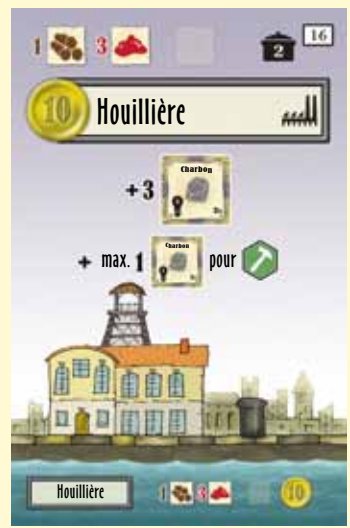 1 3 2 16
10 Houillière
Charbon
+3
Charbon
+ max. 1 pour
Houillière 1 3 10